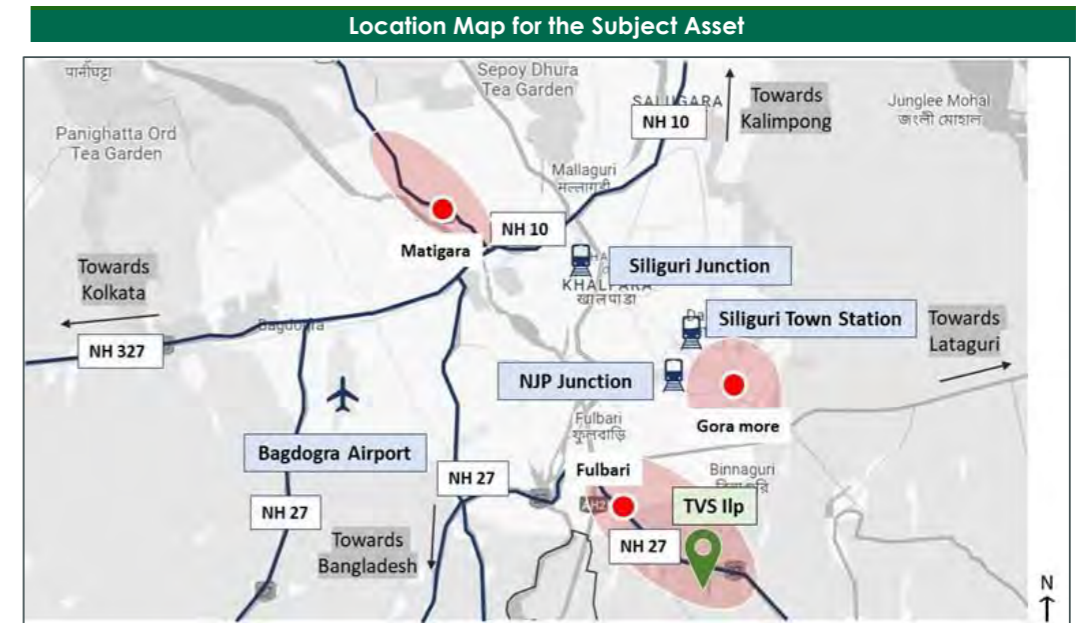 Location Map for the Subject Asset
पानीघट्टा
Panighatta Ord
Tea Garden
Sepoy Dhura
Tea Garden
SALUGARA
NH 10
Towards
Kalimpong
Junglee Mohal
জংলী মোহাল
Mallaguri
मल्लागुड़ी
NH 10
Matigara
Siliguri Junction
KHALPARA
खालपाड़ा
Towards
Kolkata
Bagdogra
NH 327
Siliguri Town Station
Towards
Lataguri
NJP Junction
Gora more
Fulbari
फुलबाड़ि
Bagdogra Airport
NH 27
NH 27
Fulbari
AH2
Binnaguri
TVS Ilp
NH 27
Towards
Bangladesh
N